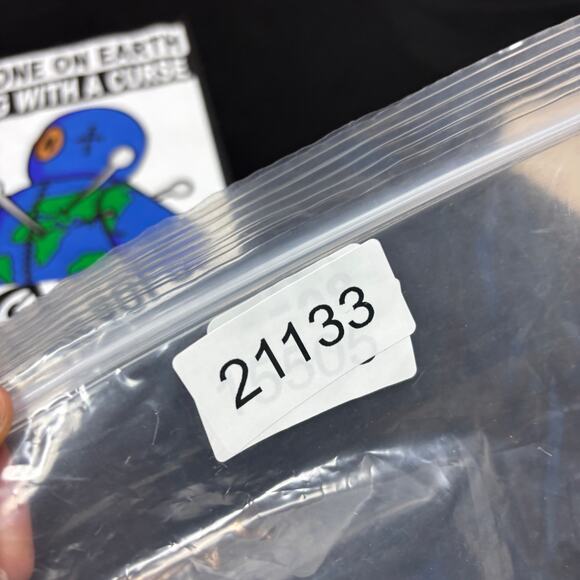 ONE ON EARTH
WITH A CURSE
21133